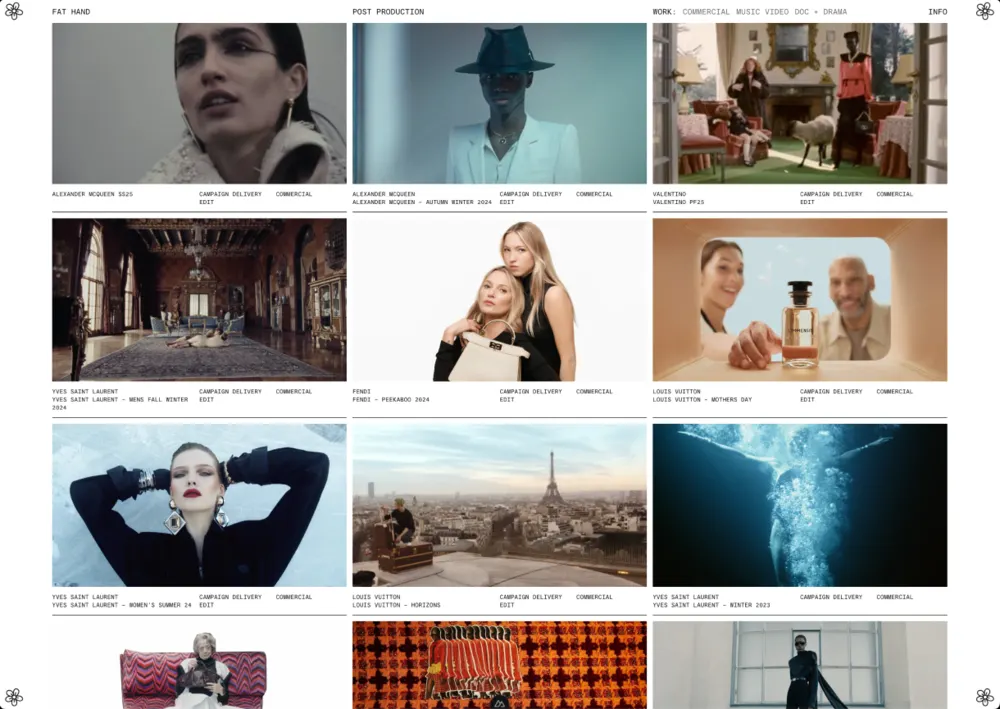 FAT HAND
POST PRODUCTION
WORK: COMMERCIAL MUSIC VIDEO DOC + DRAMA
INFO
ALEXANDER MCQUEEN SS25
CAMPAIGN DELIVERY COMMERCIAL
EDIT
ALEXANDER MCQUEEN
ALEXANDER MCQUEEN – AUTUMN WINTER 2024
CAMPAIGN DELIVERY COMMERCIAL
EDIT
VALENTINO
VALENTINO PF25
CAMPAIGN DELIVERY COMMERCIAL
EDIT
YVES SAINT LAURENT
YVES SAINT LAURENT – MENS FALL WINTER
2024
CAMPAIGN DELIVERY COMMERCIAL
EDIT
FENDI
FENDI – PEEKABOO 2024
CAMPAIGN DELIVERY COMMERCIAL
EDIT
LOUIS VUITTON
LOUIS VUITTON - MOTHERS DAY
CAMPAIGN DELIVERY COMMERCIAL
EDIT
YVES SAINT LAURENT
YVES SAINT LAURENT – WOMEN'S SUMMER 24
CAMPAIGN DELIVERY COMMERCIAL
EDIT
LOUIS VUITTON
LOUIS VUITTON – HORIZONS
CAMPAIGN DELIVERY COMMERCIAL
EDIT
YVES SAINT LAURENT
YVES SAINT LAURENT – WINTER 2023
CAMPAIGN DELIVERY COMMERCIAL